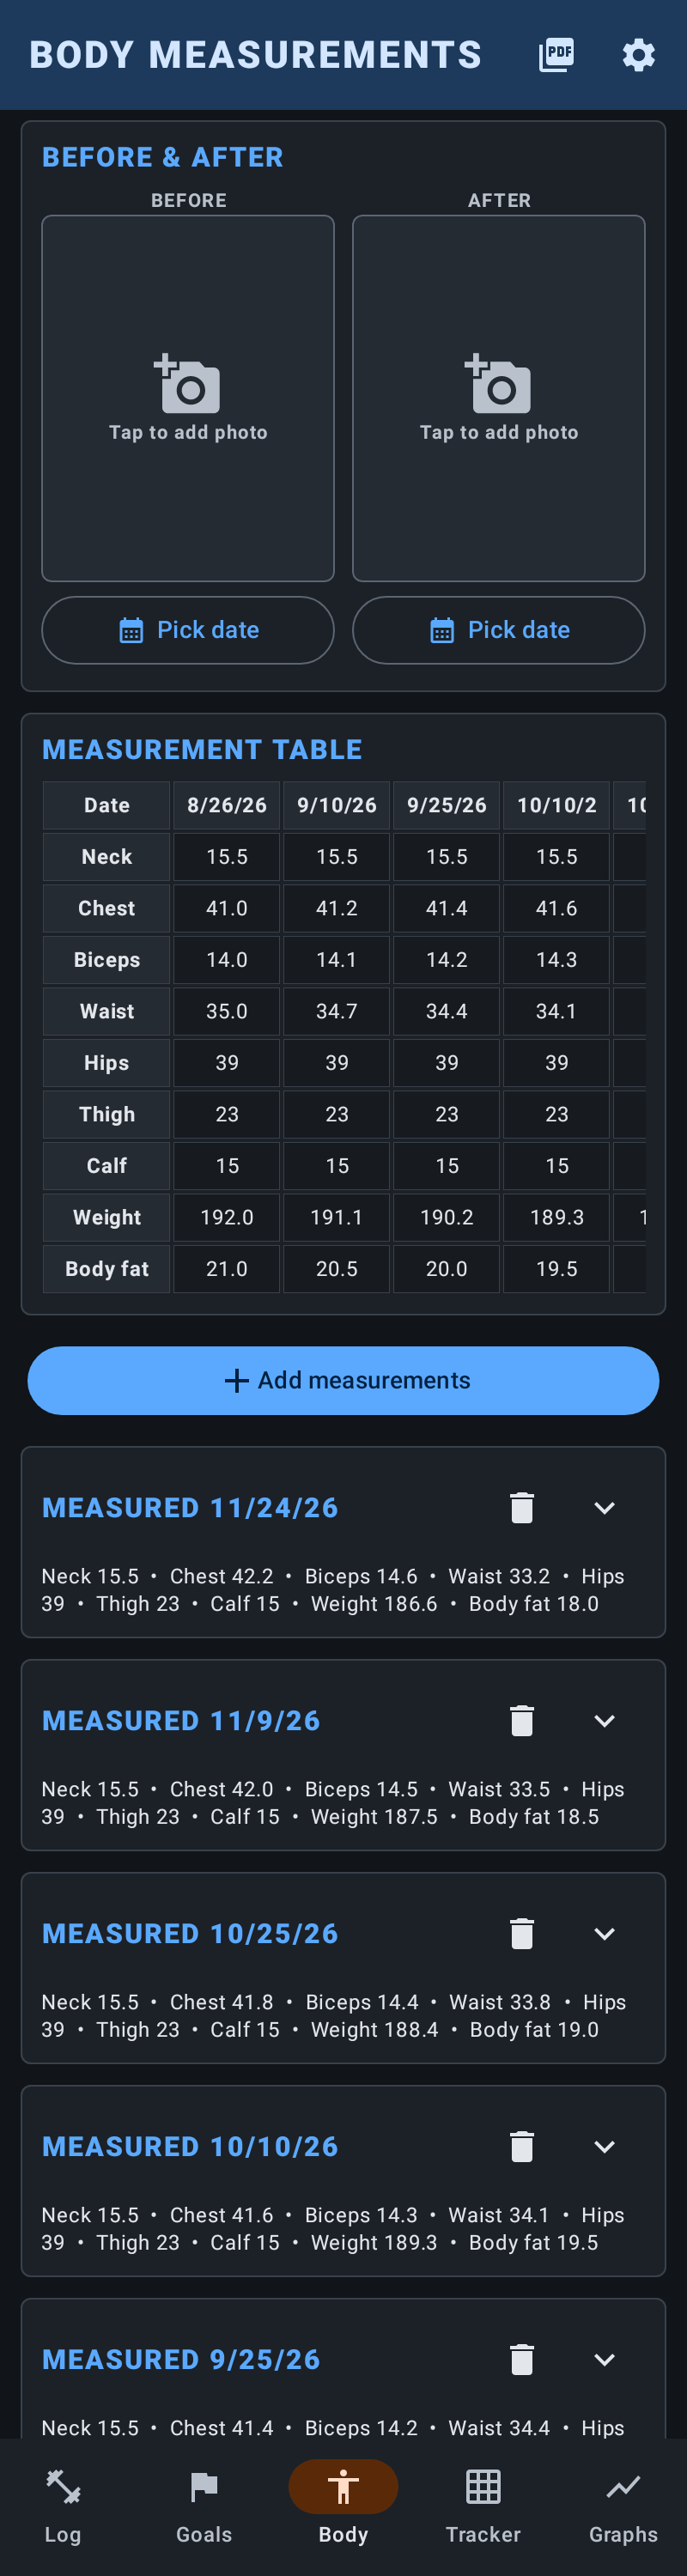 BODY MEASUREMENTS
PDF
BEFORE & AFTER
BEFORE AFTER
Tap to add photo Tap to add photo
Pick date Pick date
MEASUREMENT TABLE
Date 8/26/26 9/10/26 9/25/26 10/10/2 10
Neck 15.5 15.5 15.5 15.5
Chest 41.0 41.2 41.4 41.6
Biceps 14.0 14.1 14.2 14.3
Waist 35.0 34.7 34.4 34.1
Hips 39 39 39 39
Thigh 23 23 23 23
Calf 15 15 15 15
Weight 192.0 191.1 190.2 189.3 1
Body fat 21.0 20.5 20.0 19.5
Add measurements
MEASURED 11/24/26
Neck 15.5 • Chest 42.2 • Biceps 14.6 • Waist 33.2 • Hips
39 • Thigh 23 • Calf 15 • Weight 186.6 • Body fat 18.0
MEASURED 11/9/26
Neck 15.5 • Chest 42.0 • Biceps 14.5 • Waist 33.5 • Hips
39 • Thigh 23 • Calf 15 • Weight 187.5 • Body fat 18.5
MEASURED 10/25/26
Neck 15.5 • Chest 41.8 • Biceps 14.4 • Waist 33.8 • Hips
39 • Thigh 23 • Calf 15 • Weight 188.4 • Body fat 19.0
MEASURED 10/10/26
Neck 15.5 • Chest 41.6 • Biceps 14.3 • Waist 34.1 • Hips
39 • Thigh 23 • Calf 15 • Weight 189.3 • Body fat 19.5
MEASURED 9/25/26
Neck 15.5 • Chest 41.4 • Biceps 14.2 • Waist 34.4 • Hips
Log Goals Body Tracker Graphs